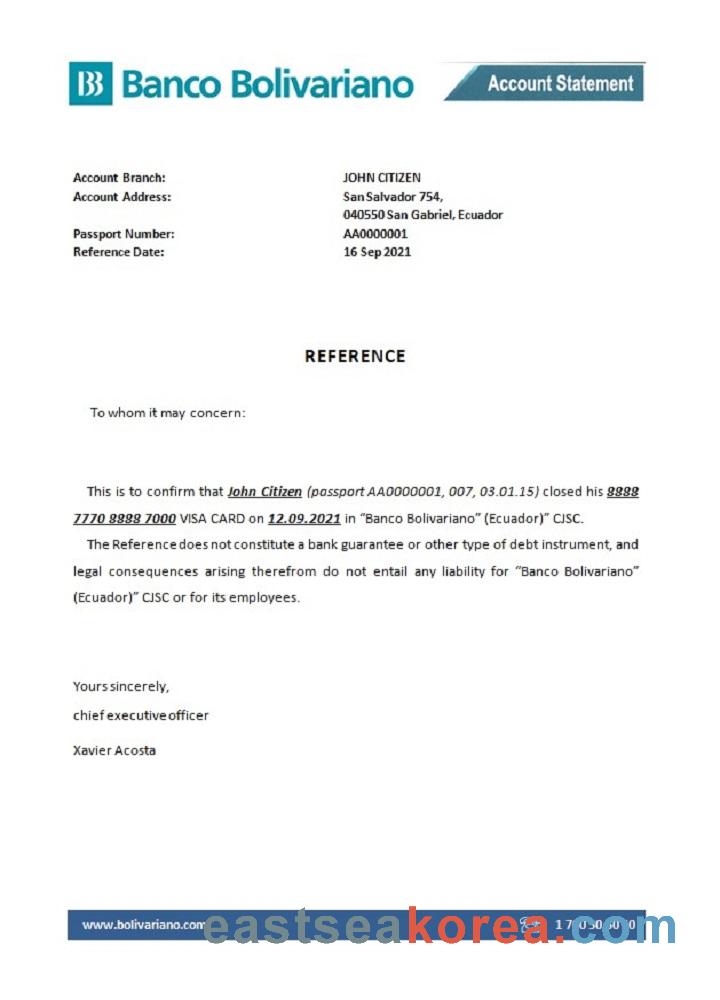 BB Banco Bolivariano
Account Statement
Account Branch: JOHN CITIZEN
Account Address: San Salvador 754,
040550 San Gabriel, Ecuador
Passport Number: AA0000001
Reference Date: 16 Sep 2021
REFERENCE
To whom it may concern:
This is to confirm that John Citizen (passport AA0000001, 007, 03.01.15) closed his 8888
7770 8888 7000 VISA CARD on 12.09.2021 in “Banco Bolivariano” (Ecuador)” CJSC.
The Reference does not constitute a bank guarantee or other type of debt instrument, and
legal consequences arising therefrom do not entail any liability for “Banco Bolivariano”
(Ecuador)” CJSC or for its employees.
Yours sincerely,
chief executive officer
Xavier Acosta
www.bolivariano.com
eastseakorea.com